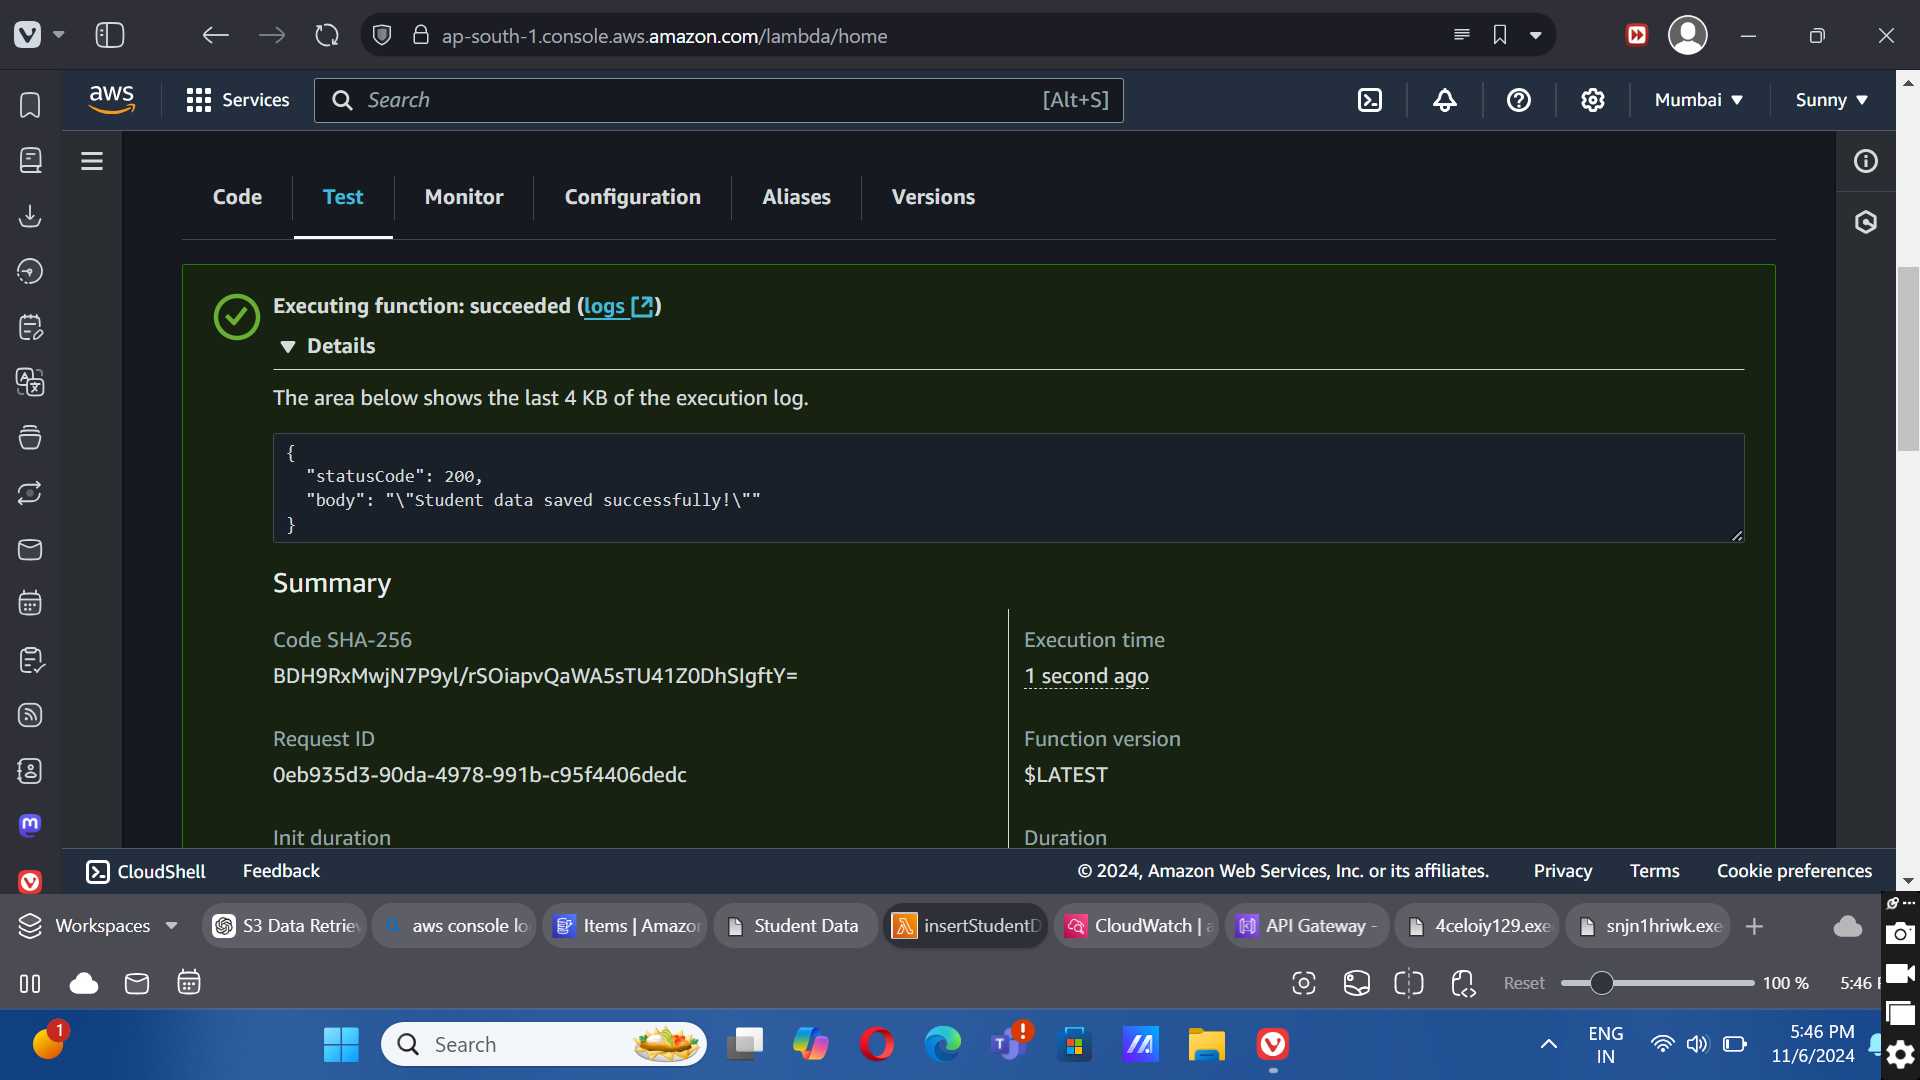 ap-south-1.console.aws.amazon.com/lambda/home
aws
Services
Search
[Alt+S]
Mumbai
Sunny
Code
Test
Monitor
Configuration
Aliases
Versions
Executing function: succeeded (logs)
Details
The area below shows the last 4 KB of the execution log.
{
"statusCode": 200,
"body": "\"Student data saved successfully!\""
}
Summary
Code SHA-256
BDH9RxMwjN7P9yl/rSOiapvQaWA5sTU41Z0DhSIgftY=
Execution time
1 second ago
Request ID
0eb935d3-90da-4978-991b-c95f4406dedc
Function version
$LATEST
Init duration
Duration
CloudShell
Feedback
© 2024, Amazon Web Services, Inc. or its affiliates.
Privacy
Terms
Cookie preferences
Workspaces
S3 Data Retriev
aws console lo
Items | Amazon
Student Data
insertStudentD
CloudWatch | a
API Gateway -
4celoiy129.exe
snjn1hriwk.exe
Reset
100 %
5:46 P
1
Search
ENG
IN
5:46 PM
11/6/2024